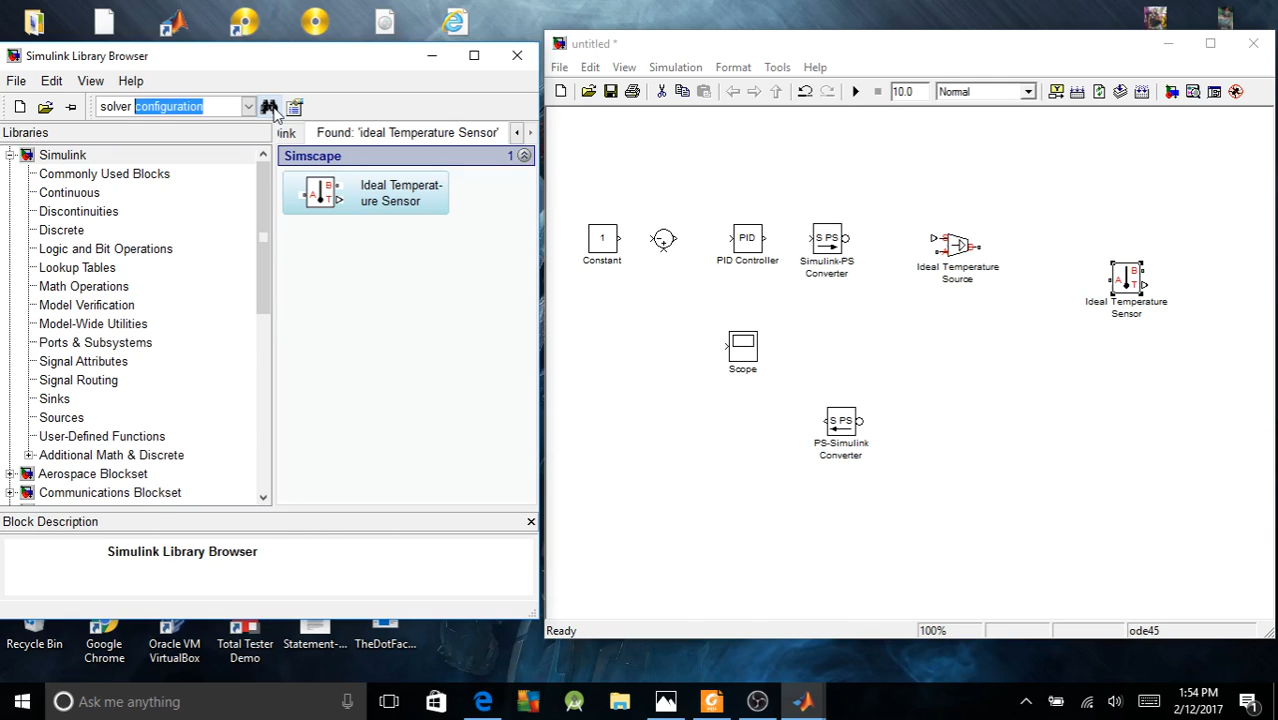 Simulink Library Browser
File Edit View Help
solver configuration
Libraries
Found: 'ideal Temperature Sensor'
Simulink
Commonly Used Blocks
Continuous
Discontinuities
Discrete
Logic and Bit Operations
Lookup Tables
Math Operations
Model Verification
Model-Wide Utilities
Ports & Subsystems
Signal Attributes
Signal Routing
Sinks
Sources
User-Defined Functions
Additional Math & Discrete
Aerospace Blockset
Communications Blockset
Simscape 1
A B T
Ideal Temperat-
ure Sensor
Block Description
Simulink Library Browser
untitled *
File Edit View Simulation Format Tools Help
10.0 Normal
1
Constant
PID
PID Controller
S PS
Simulink-PS
Converter
Ideal Temperature
Source
A B T
Ideal Temperature
Sensor
Scope
S PS
PS-Simulink
Converter
Ready 100% ode45
Recycle Bin
Google
Chrome
Oracle VM
VirtualBox
Total Tester
Demo
Statement-...
TheDotFac...
Ask me anything
1:54 PM
2/12/2017